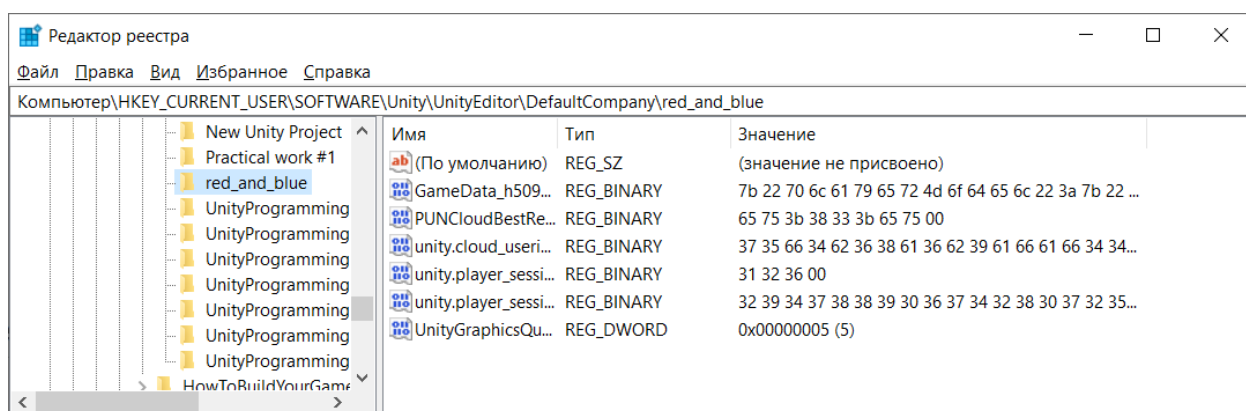 Редактор реестра
Файл Правка Вид Избранное Справка
Компьютер\HKEY_CURRENT_USER\SOFTWARE\Unity\UnityEditor\DefaultCompany\red_and_blue
New Unity Project
Practical work #1
red_and_blue
UnityProgramming
UnityProgramming
UnityProgramming
UnityProgramming
UnityProgramming
UnityProgramming
UnityProgramming
HowToBuildYourGame
Имя Тип Значение
(По умолчанию) REG_SZ (значение не присвоено)
GameData_h509... REG_BINARY 7b 22 70 6c 61 79 65 72 4d 6f 64 65 6c 22 3a 7b 22 ...
PUNCloudBestRe... REG_BINARY 65 75 3b 38 33 3b 65 75 00
unity.cloud_useri... REG_BINARY 37 35 66 34 62 36 38 61 36 62 39 61 66 61 66 34 34...
unity.player_sessi... REG_BINARY 31 32 36 00
unity.player_sessi... REG_BINARY 32 39 34 37 38 38 39 30 36 37 34 32 38 30 37 32 35...
UnityGraphicsQu... REG_DWORD 0x00000005 (5)